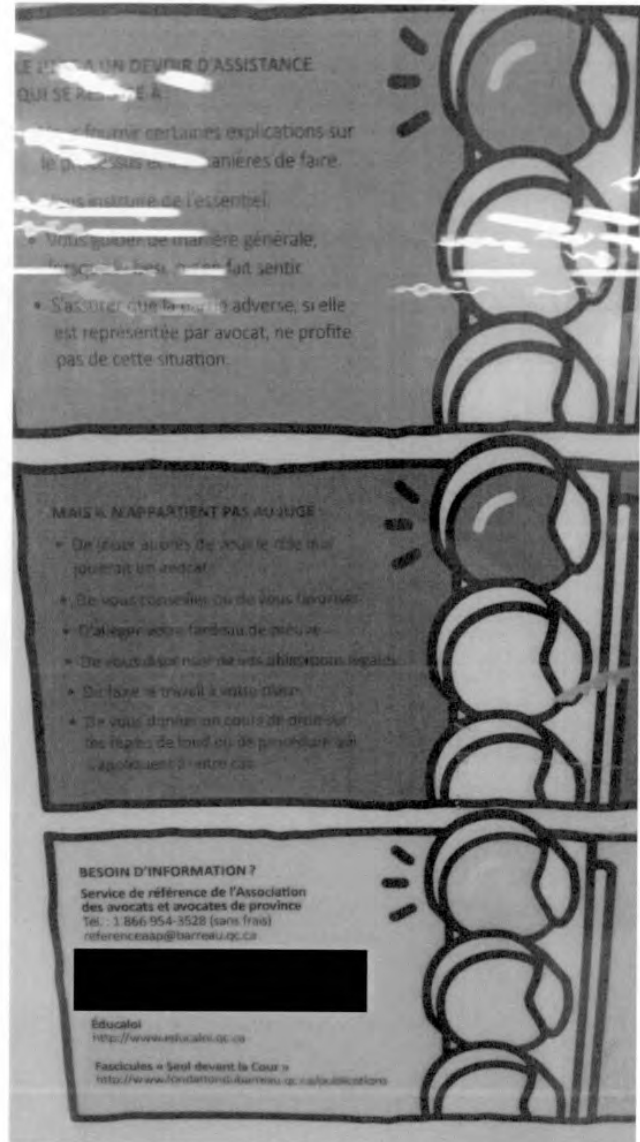 LE JUGE A UN DEVOIR D'ASSISTANCE
QUI SE RÉSUME À :
fournir certaines explications sur
le processus et manières de faire.
instruire de l'essentiel.
• Vous guider de manière générale,
fait sentir.
• S'assurer que la partie adverse, si elle
est représentée par avocat, ne profite
pas de cette situation.
MAIS IL N'APPARTIENT PAS AU JUGE :
• De jouer auprès de vous le rôle que
jouerait un avocat.
• De vous conseiller ou de vous favoriser.
• D'alléger votre fardeau de preuve.
• De vous dispenser de vos obligations légales.
• De faire le travail à votre place.
• De vous donner un cours de droit sur
les règles de fond ou de procédure qui
s'appliquent à votre cas.
BESOIN D'INFORMATION ?
Service de référence de l'Association
des avocats et avocates de province
Tél. : 1 866 954-3528 (sans frais)
referenceaap@barreau.qc.ca
Éducaloi
http://www.educaloi.qc.ca
Fascicules « Seul devant la Cour »
http://www.fondationdubarreau.qc.ca/publications